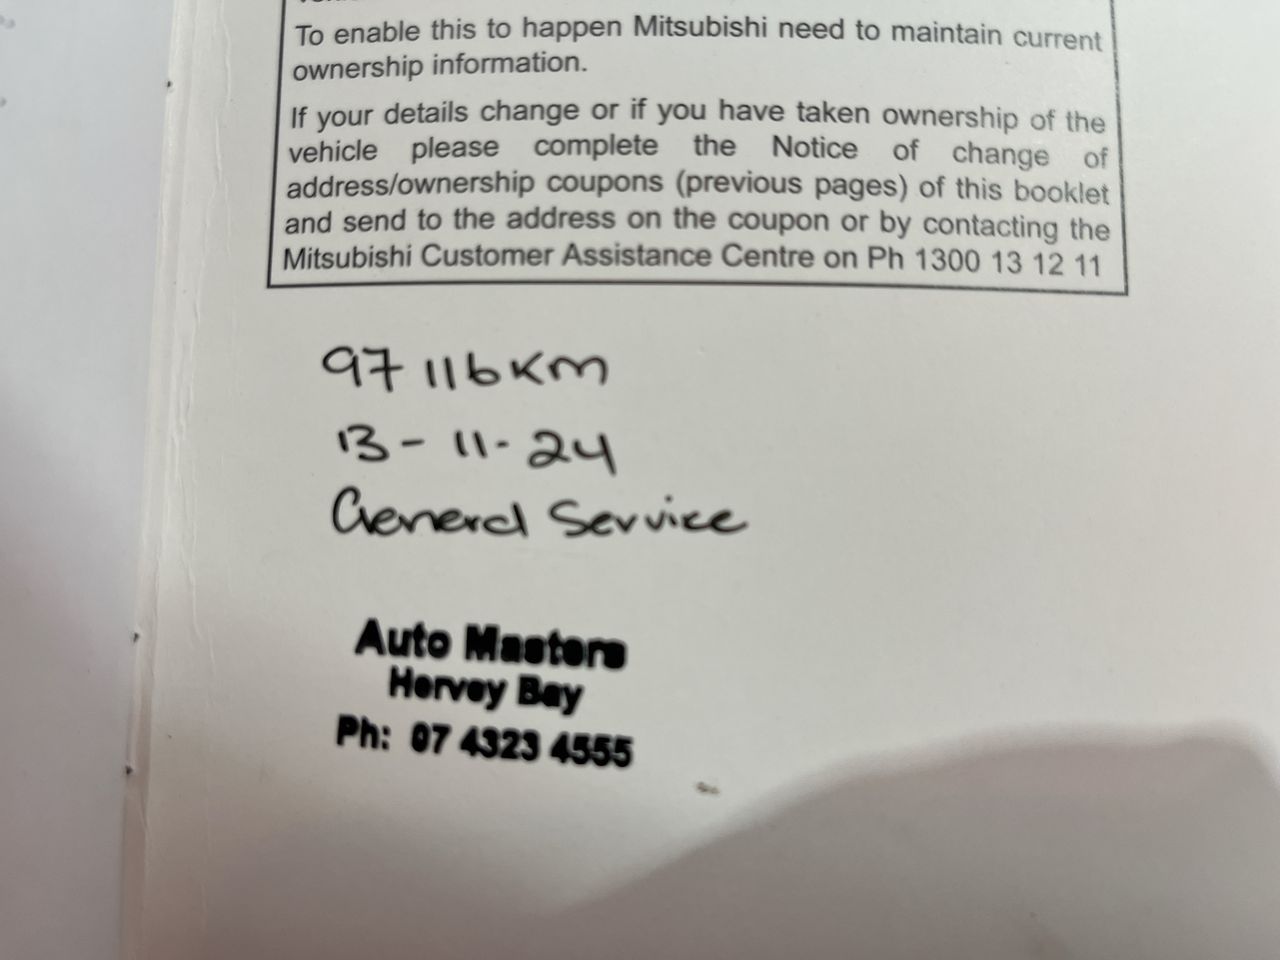 To enable this to happen Mitsubishi need to maintain current
ownership information.
If your details change or if you have taken ownership of the
vehicle please complete the Notice of change of
address/ownership coupons (previous pages) of this booklet
and send to the address on the coupon or by contacting the
Mitsubishi Customer Assistance Centre on Ph 1300 13 12 11
97 116 KM
13-11-24
General Service
Auto Masters
Hervey Bay
Ph: 07 4323 4555